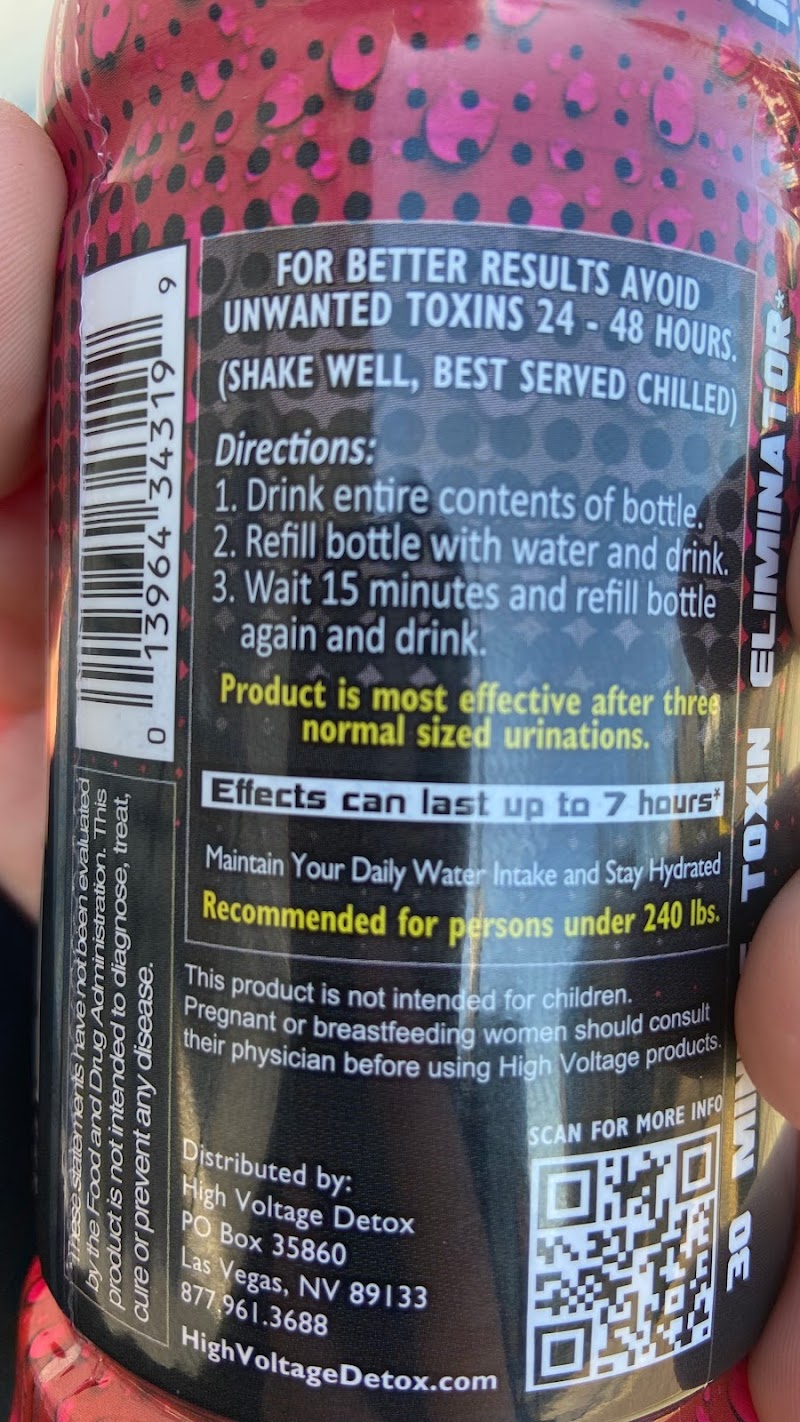 FOR BETTER RESULTS AVOID
UNWANTED TOXINS 24 - 48 HOURS.
(SHAKE WELL, BEST SERVED CHILLED)
Directions:
1. Drink entire contents of bottle.
2. Refill bottle with water and drink.
3. Wait 15 minutes and refill bottle
again and drink.
Product is most effective after three
normal sized urinations.
Effects can last up to 7 hours*
Maintain Your Daily Water Intake and Stay Hydrated
Recommended for persons under 240 lbs.
This product is not intended for children.
Pregnant or breastfeeding women should consult
their physician before using High Voltage products.
Distributed by:
High Voltage Detox
PO Box 35860
Las Vegas, NV 89133
877.961.3688
HighVoltageDetox.com
SCAN FOR MORE INFO
0 13964 34319 9
*These statements have not been evaluated
by the Food and Drug Administration. This
product is not intended to diagnose, treat,
cure or prevent any disease.
30 TOXIN ELIMINATOR*